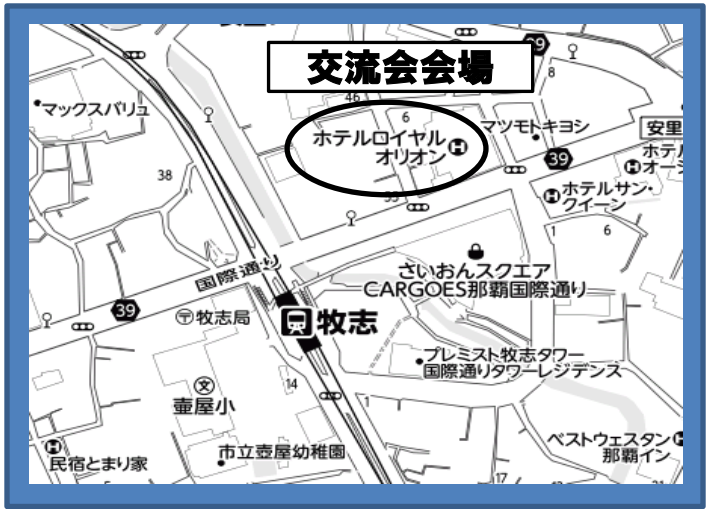 交流会会場
39
8
マックスバリュ
46
6
ホテルロイヤル
オリオン
H
マツモトキヨシ
安里
39
ホテル
H
H
ホテルサン・
クイーン
38
35
1
6
国際通り
さいおんスクエア
CARGOES那覇国際通り
39
〒牧志局
牧志
プレミスト牧志タワー
国際通りタワーレジデンス
文
壷屋小
14
1
H
民宿とまり家
市立壺屋幼稚園
ベストウェスタン
那覇イン
H
17